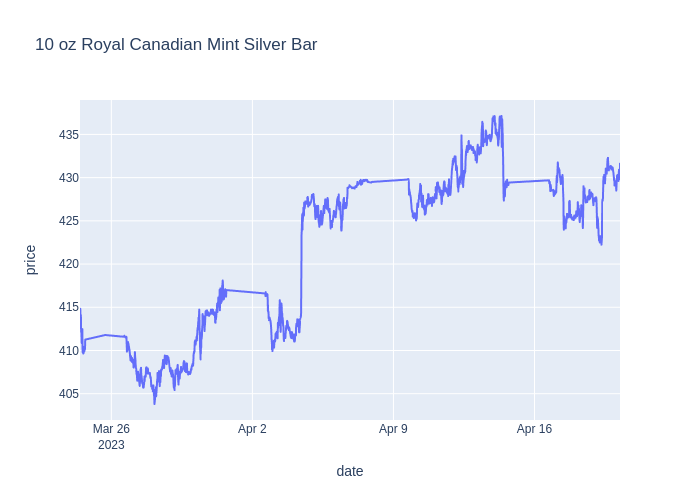 10 oz Royal Canadian Mint Silver Bar
435
430
425
420
415
410
405
price
Mar 26
2023
Apr 2
Apr 9
Apr 16
date